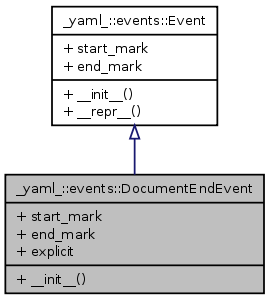 _yaml_::events::Event
+ start_mark
+ end_mark
+ __init__()
+ __repr__()
_yaml_::events::DocumentEndEvent
+ start_mark
+ end_mark
+ explicit
+ __init__()